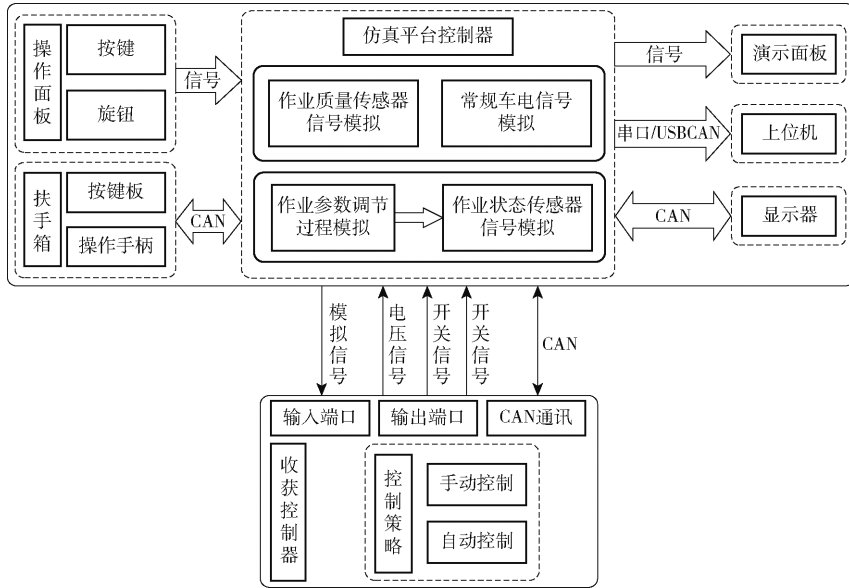 操作面板
按键
旋钮
信号
扶手箱
按键板
操作手柄
CAN
仿真平台控制器
作业质量传感器
信号模拟
常规车电信号
模拟
作业参数调节
过程模拟
作业状态传感器
信号模拟
信号
演示面板
串口/USBCAN
上位机
CAN
显示器
模拟信号
电压信号
开关信号
开关信号
CAN
输入端口
输出端口
CAN通讯
收获控制器
控制策略
手动控制
自动控制